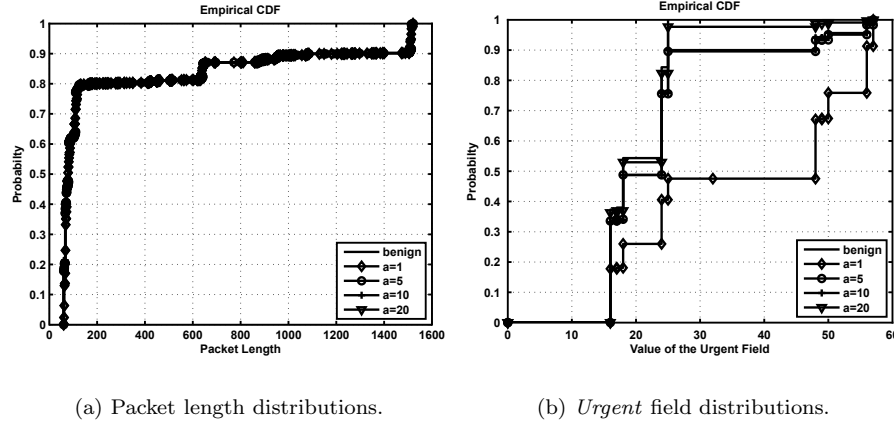 Empirical CDF
Probabilty
1
0.9
0.8
0.7
0.6
0.5
0.4
0.3
0.2
0.1
0
benign
a=1
a=5
a=10
a=20
0 200 400 600 800 1000 1200 1400 1600
Packet Length
(a) Packet length distributions.
Empirical CDF
Probabilty
1
0.9
0.8
0.7
0.6
0.5
0.4
0.3
0.2
0.1
0
benign
a=1
a=5
a=10
a=20
0 10 20 30 40 50 60
Value of the Urgent Field
(b) Urgent field distributions.